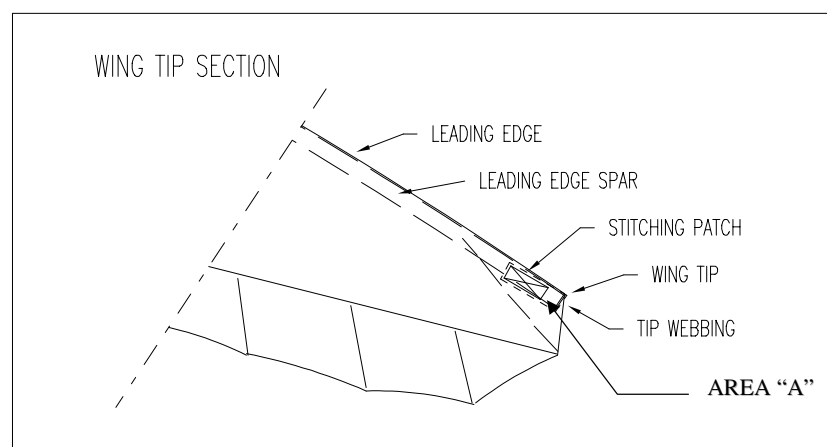 WING TIP SECTION
LEADING EDGE
LEADING EDGE SPAR
STITCHING PATCH
WING TIP
TIP WEBBING
AREA “A”